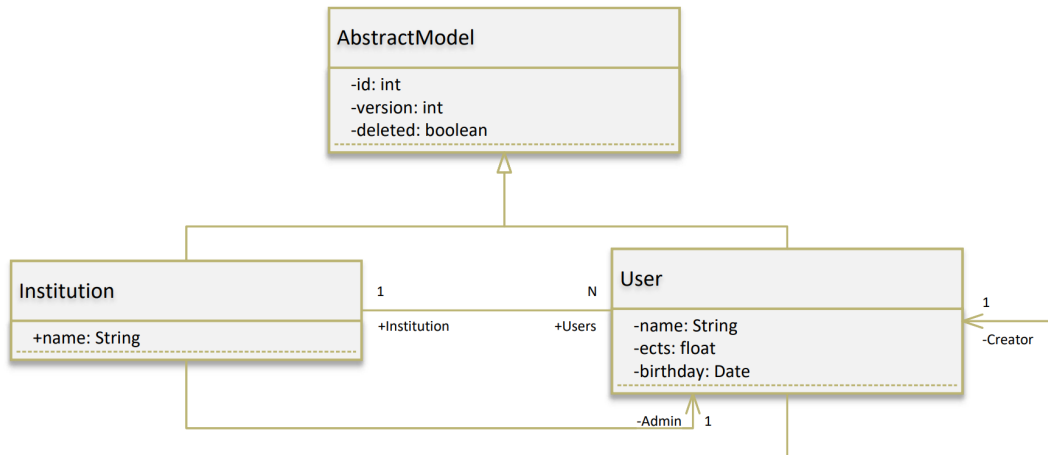 AbstractModel
-id: int
-version: int
-deleted: boolean
Institution
+name: String
1
+Institution
N
+Users
User
-name: String
-ects: float
-birthday: Date
1
-Creator
-Admin
1